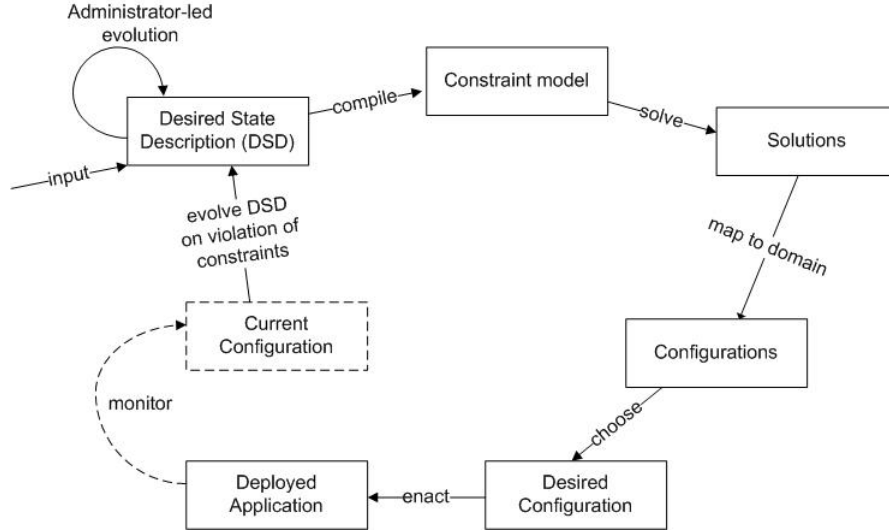 Administrator-led
evolution
Desired State
Description (DSD)
compile
Constraint model
solve
Solutions
input
evolve DSD
on violation of
constraints
map to domain
Current
Configuration
Configurations
monitor
choose
Deployed
Application
enact
Desired
Configuration